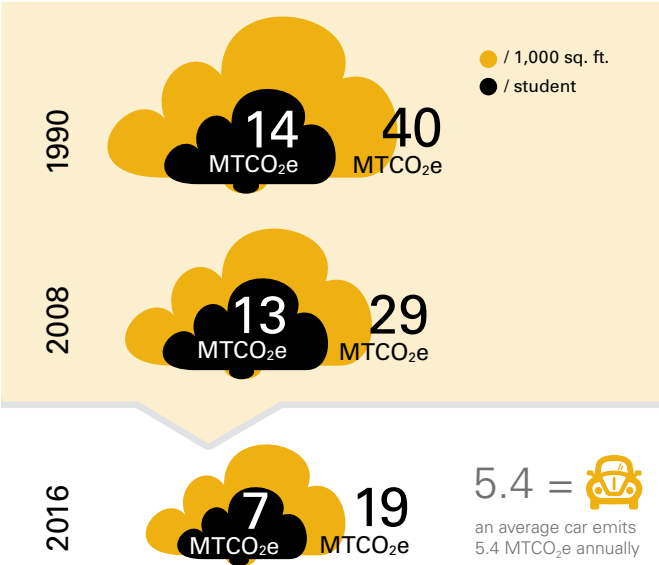 / 1,000 sq. ft.
/ student
1990
14
MTCO₂e
40
MTCO₂e
2008
13
MTCO₂e
29
MTCO₂e
2016
7
MTCO₂e
19
MTCO₂e
5.4 =
an average car emits
5.4 MTCO₂e annually